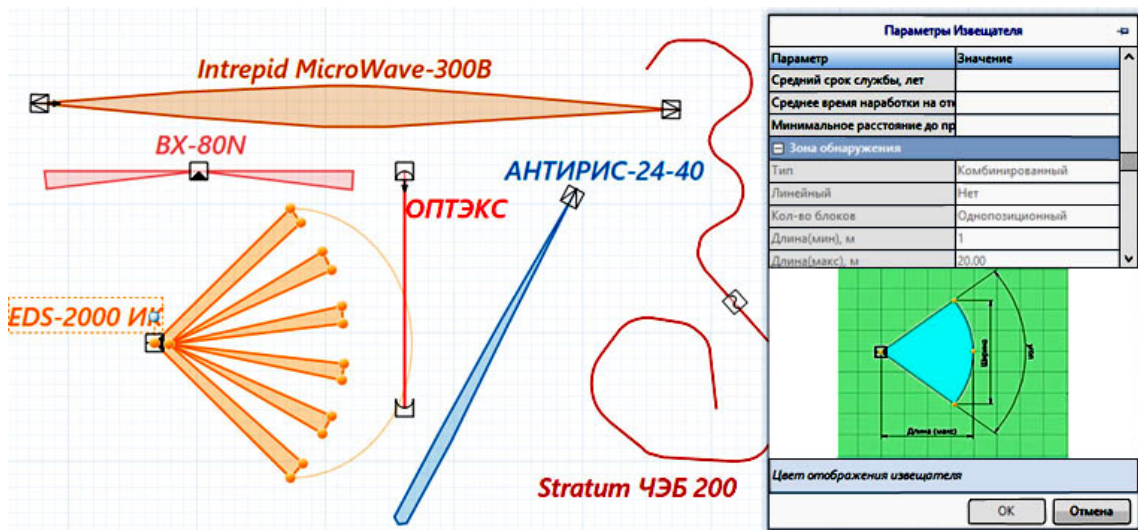 Intrepid MicroWave-300B
BX-80N
АНТИРИС-24-40
ОПТЭКС
EDS-2000 ИК
Stratum ЧЭБ 200
Параметры Извещателя
Параметр Значение
Средний срок службы, лет
Среднее время наработки на отк
Минимальное расстояние до пр
Зона обнаружения
Тип Комбинированный
Линейный Нет
Кол-во блоков Однопозиционный
Длина(мин), м 1
Длина(макс), м 20.00
Ширина
Угол
Длина (макс)
Цвет отображения извещателя
OK Отмена